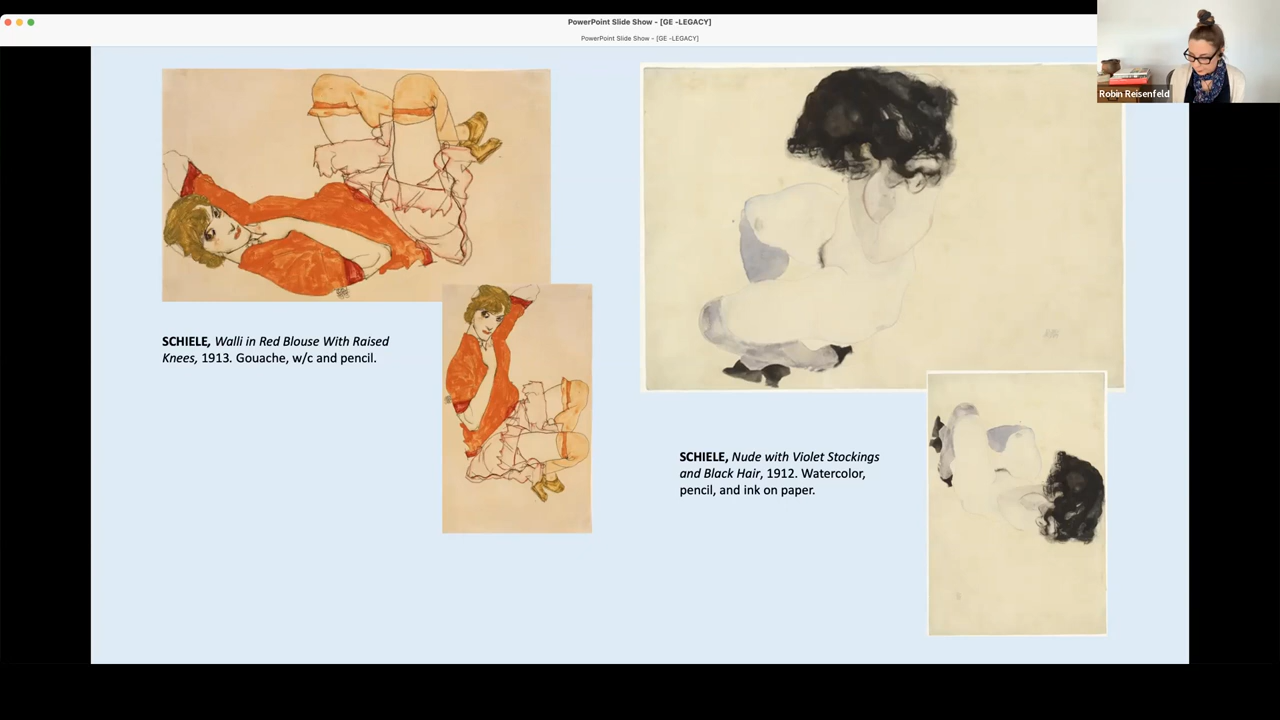 PowerPoint Slide Show - [GE -LEGACY]
PowerPoint Slide Show - [GE -LEGACY]
Robin Reisenfeld
SCHIELE, Walli in Red Blouse With Raised
Knees, 1913. Gouache, w/c and pencil.
SCHIELE, Nude with Violet Stockings
and Black Hair, 1912. Watercolor,
pencil, and ink on paper.